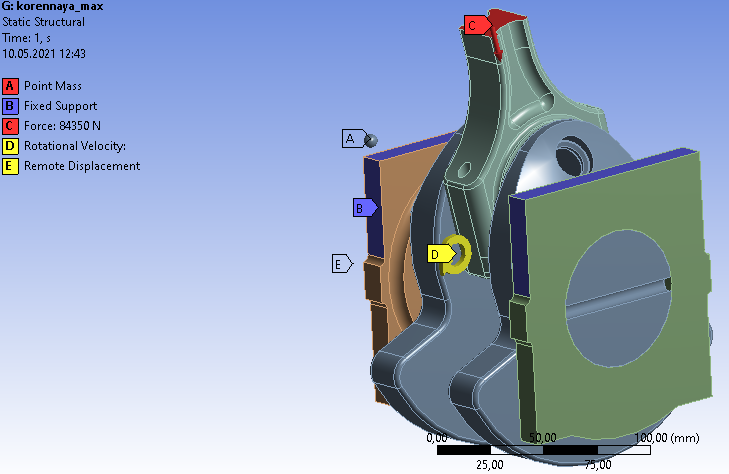 G: korennaya_max
Static Structural
Time: 1, s
10.05.2021 12:43
A Point Mass
B Fixed Support
C Force: 84350 N
D Rotational Velocity:
E Remote Displacement
C
A
B
D
E
0,00 50,00 100,00 (mm)
25,00 75,00